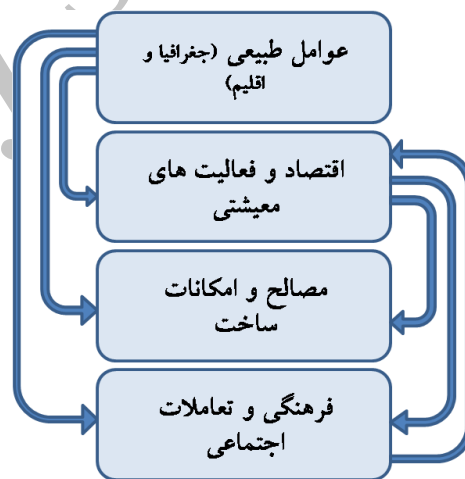 عوامل طبیعی (جغرافیا و
اقلیم)
اقتصاد و فعالیت های
معیشتی
مصالح و امکانات
ساخت
فرهنگی و تعاملات
اجتماعی